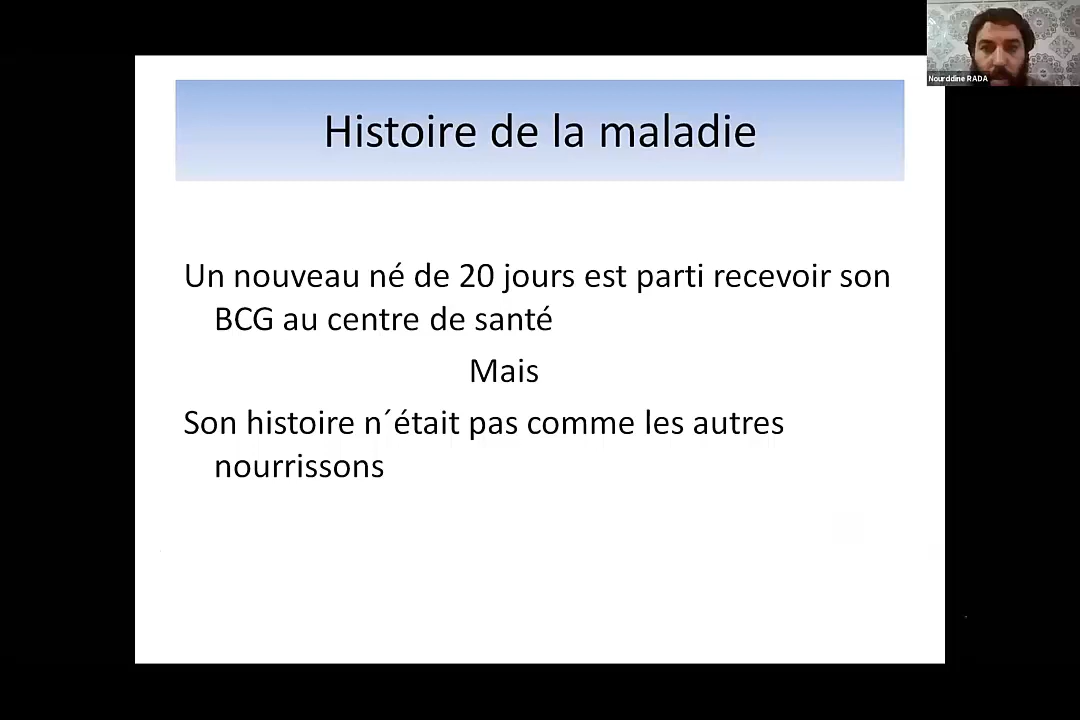 Nourddine RADA
Histoire de la maladie
Un nouveau né de 20 jours est parti recevoir son
BCG au centre de santé
Mais
Son histoire n´était pas comme les autres
nourrissons